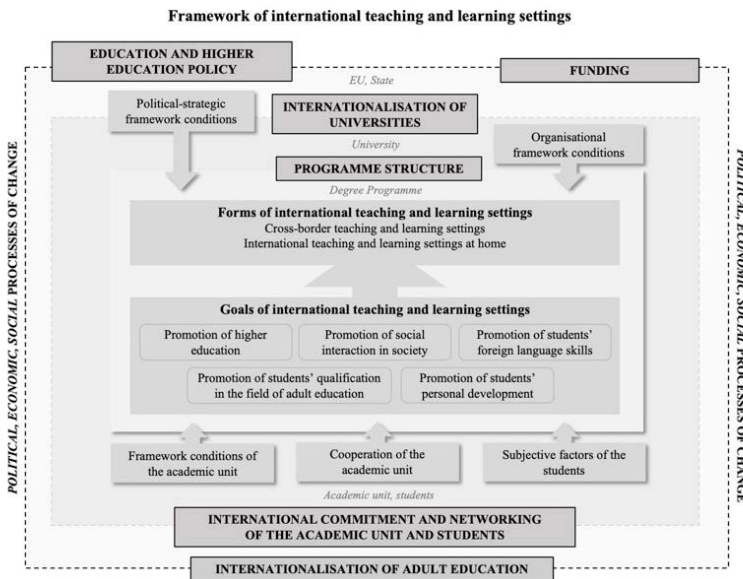 Framework of international teaching and learning settings
EDUCATION AND HIGHER
EDUCATION POLICY
FUNDING
EU, State
Political-strategic
framework conditions
INTERNATIONALISATION OF
UNIVERSITIES
University
Organisational
framework conditions
PROGRAMME STRUCTURE
Degree Programme
Forms of international teaching and learning settings
Cross-border teaching and learning settings
International teaching and learning settings at home
Goals of international teaching and learning settings
Promotion of higher
education
Promotion of social
interaction in society
Promotion of students’
foreign language skills
Promotion of students’ qualification
in the field of adult education
Promotion of students’
personal development
Framework conditions of
the academic unit
Cooperation of the
academic unit
Subjective factors of the
students
Academic unit, students
INTERNATIONAL COMMITMENT AND NETWORKING
OF THE ACADEMIC UNIT AND STUDENTS
INTERNATIONALISATION OF ADULT EDUCATION
POLITICAL, ECONOMIC, SOCIAL PROCESSES OF CHANGE
POLITICAL, ECONOMIC, SOCIAL PROCESSES OF CHANGE